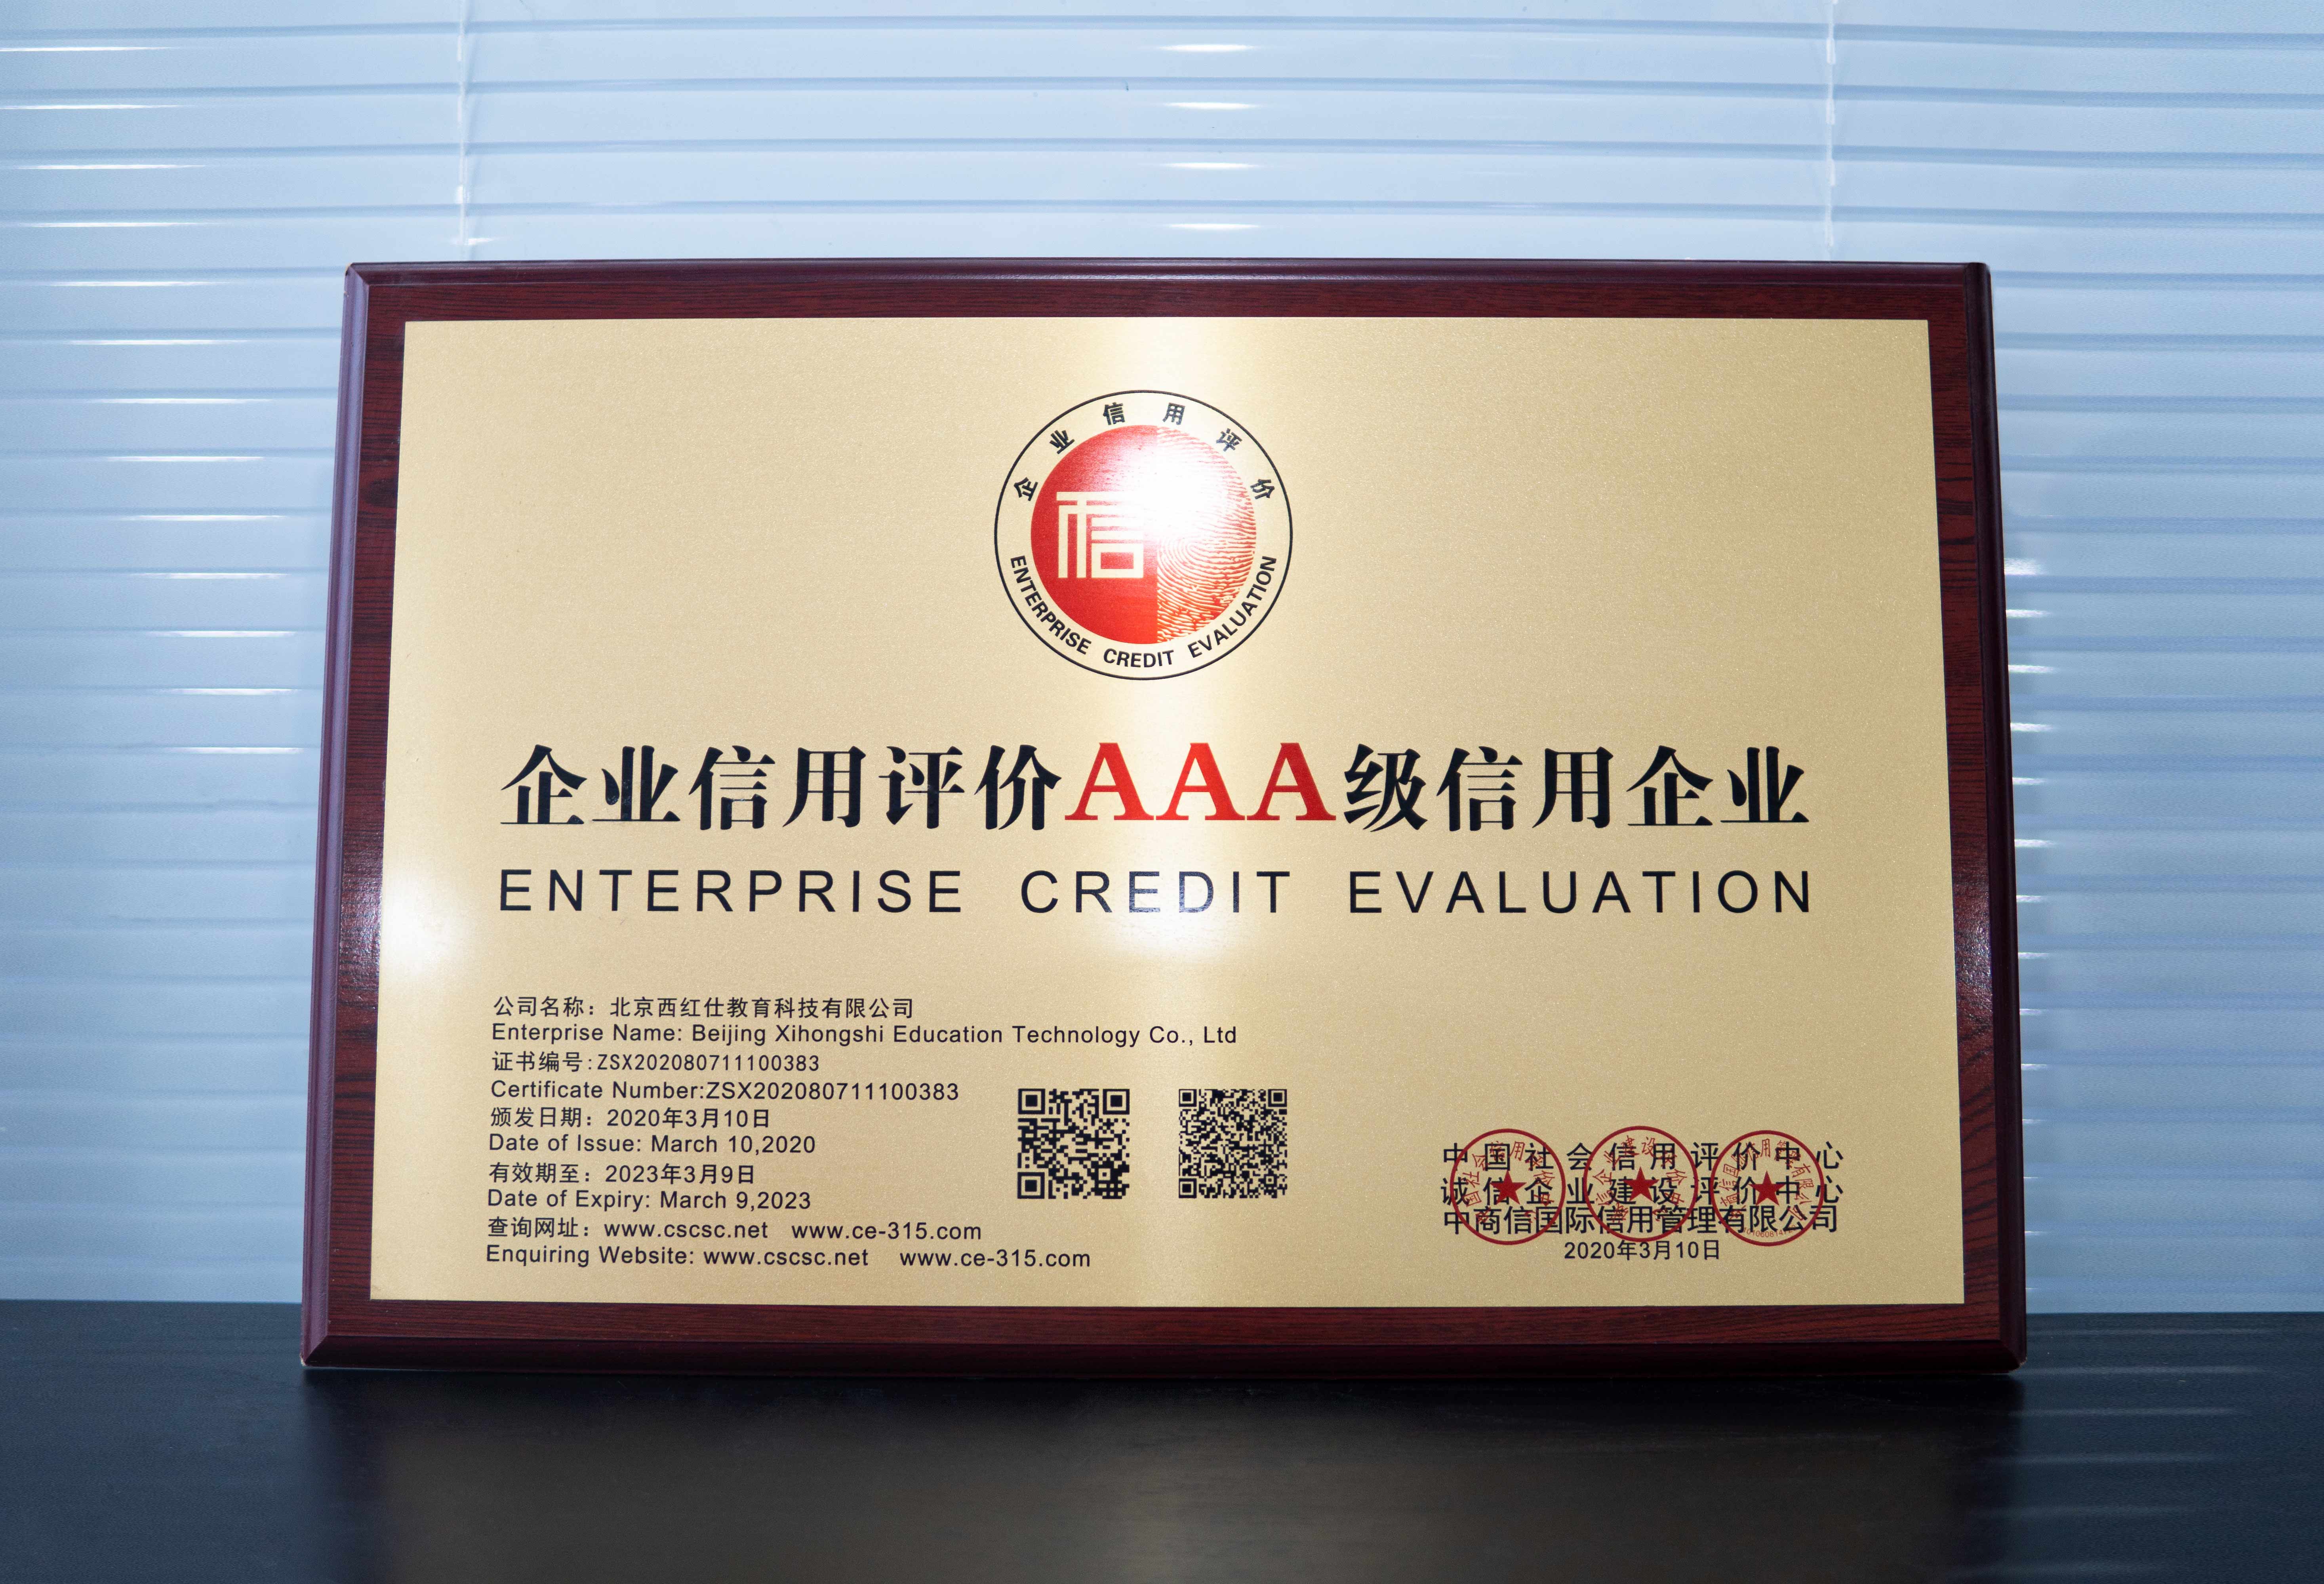 企业信用评价
信
ENTERPRISE CREDIT EVALUATION
企业信用评价AAA级信用企业
ENTERPRISE CREDIT EVALUATION
公司名称：北京西红仕教育科技有限公司
Enterprise Name: Beijing Xihongshi Education Technology Co., Ltd
证书编号:ZSX202080711100383
Certificate Number:ZSX202080711100383
颁发日期：2020年3月10日
Date of Issue: March 10,2020
有效期至：2023年3月9日
Date of Expiry: March 9,2023
查询网址：www.cscsc.net www.ce-315.com
Enquiring Website: www.cscsc.net www.ce-315.com
中国社会信用评价中心
诚信企业建设评价中心
中商信国际信用管理有限公司
2020年3月10日